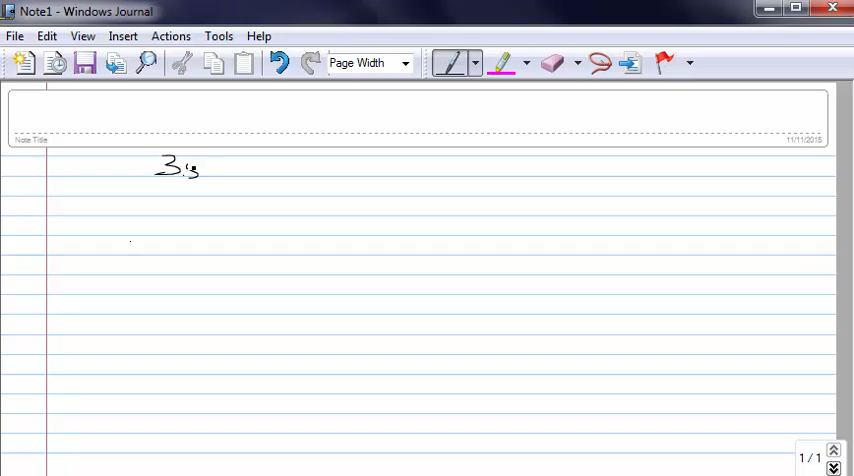 Note1 - Windows Journal
File Edit View Insert Actions Tools Help
Page Width
Note Title
11/11/2015
1 / 1